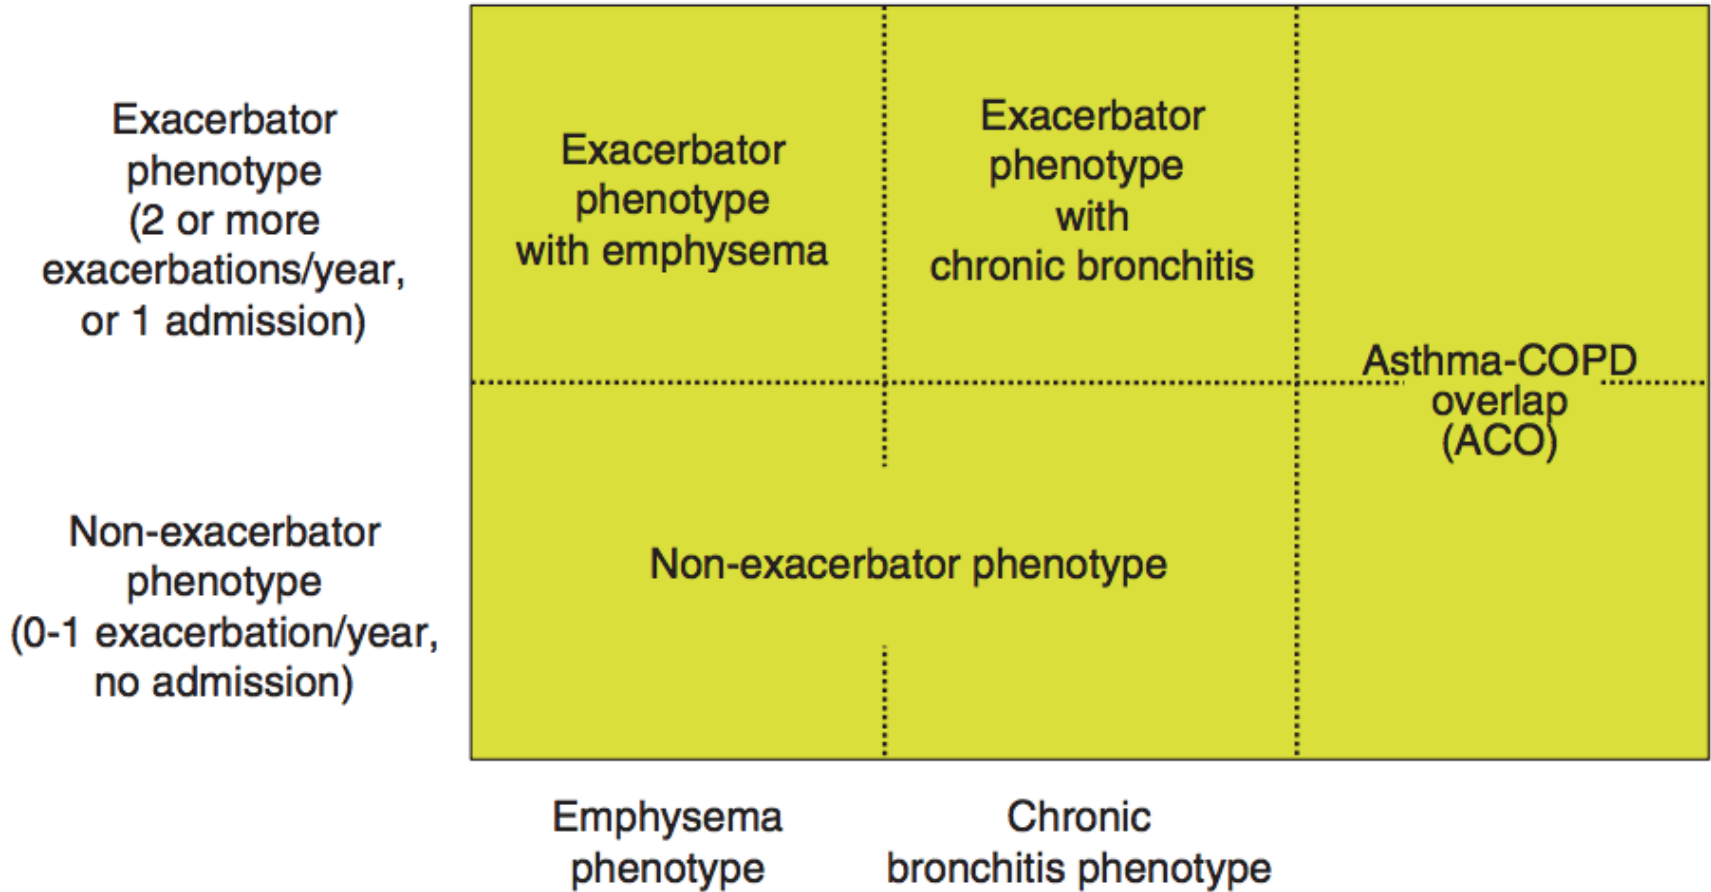 Exacerbator
phenotype
(2 or more
exacerbations/year,
or 1 admission)
Exacerbator
phenotype
with emphysema
Exacerbator
phenotype
with
chronic bronchitis
Asthma-COPD
overlap
(ACO)
Non-exacerbator
phenotype
(0-1 exacerbation/year,
no admission)
Non-exacerbator phenotype
Emphysema
phenotype
Chronic
bronchitis phenotype